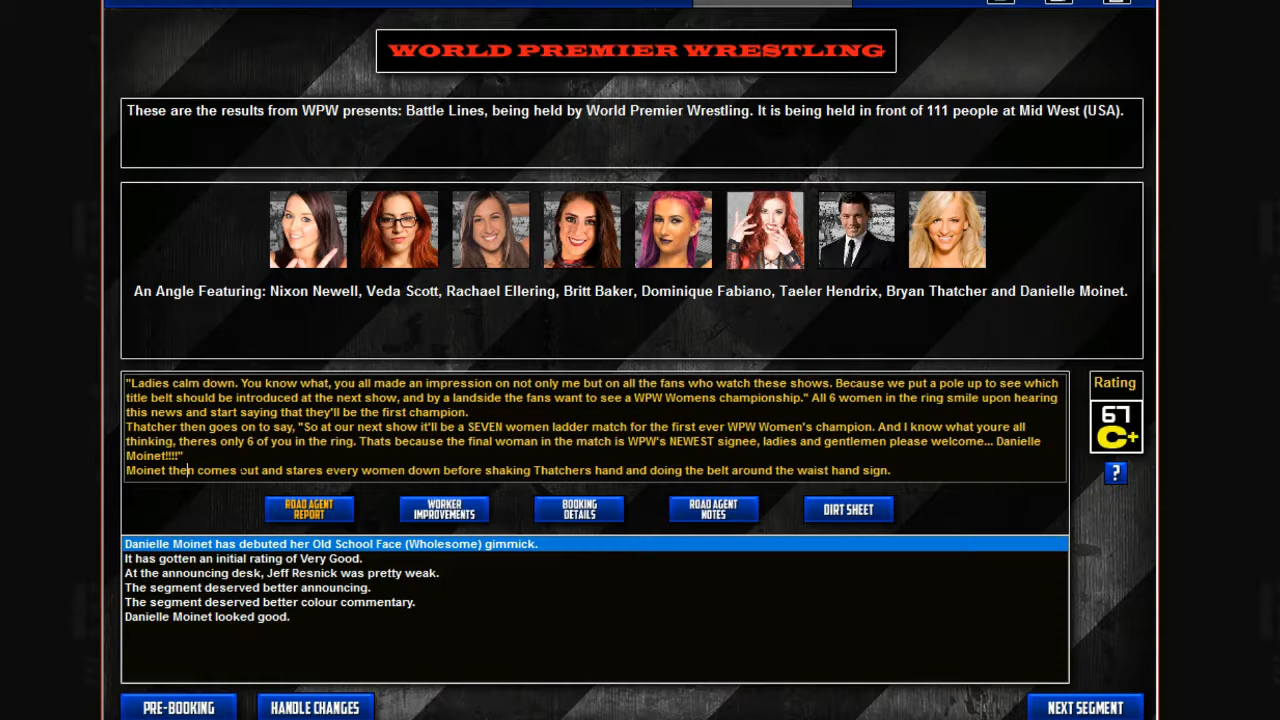 WORLD PREMIER WRESTLING
These are the results from WPW presents: Battle Lines, being held by World Premier Wrestling. It is being held in front of 111 people at Mid West (USA).
An Angle Featuring: Nixon Newell, Veda Scott, Rachael Ellering, Britt Baker, Dominique Fabiano, Taeler Hendrix, Bryan Thatcher and Danielle Moinet.
"Ladies calm down. You know what, you all made an impression on not only me but on all the fans who watch these shows. Because we put a pole up to see which
title belt should be introduced at the next show, and by a landside the fans want to see a WPW Womens championship." All 6 women in the ring smile upon hearing
this news and start saying that they'll be the first champion.
Thatcher then goes on to say, "So at our next show it'll be a SEVEN women ladder match for the first ever WPW Women's champion. And I know what youre all
thinking, theres only 6 of you in the ring. Thats because the final woman in the match is WPW's NEWEST signee, ladies and gentlemen please welcome... Danielle
Moinet!!!!"
Moinet then comes out and stares every women down before shaking Thatchers hand and doing the belt around the waist hand sign.
Rating
67
C+
?
ROAD AGENT REPORT
WORKER IMPROVEMENTS
BOOKING DETAILS
ROAD AGENT NOTES
DIRT SHEET
Danielle Moinet has debuted her Old School Face (Wholesome) gimmick.
It has gotten an initial rating of Very Good.
At the announcing desk, Jeff Resnick was pretty weak.
The segment deserved better announcing.
The segment deserved better colour commentary.
Danielle Moinet looked good.
PRE-BOOKING
HANDLE CHANGES
NEXT SEGMENT